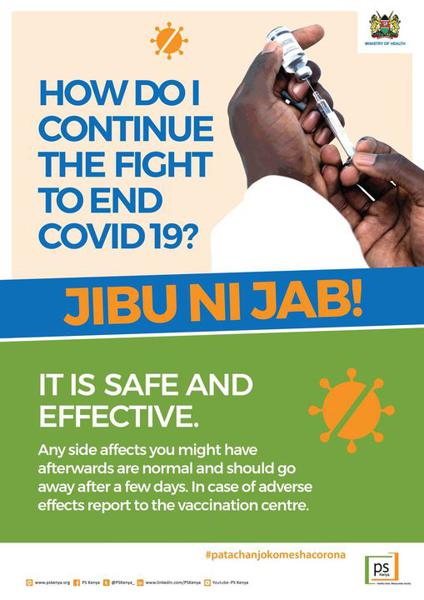 MINISTRY OF HEALTH
HOW DO I
CONTINUE
THE FIGHT
TO END
COVID 19?
JIBU NI JAB!
IT IS SAFE AND
EFFECTIVE.
Any side affects you might have
afterwards are normal and should go
away after a few days. In case of adverse
effects report to the vaccination centre.
#patachanjokomeshacorona
www.pskenya.org PS Kenya @PSKenya_ www.linkedin.com/PSKenya Youtube-PS Kenya
ps
Kenya